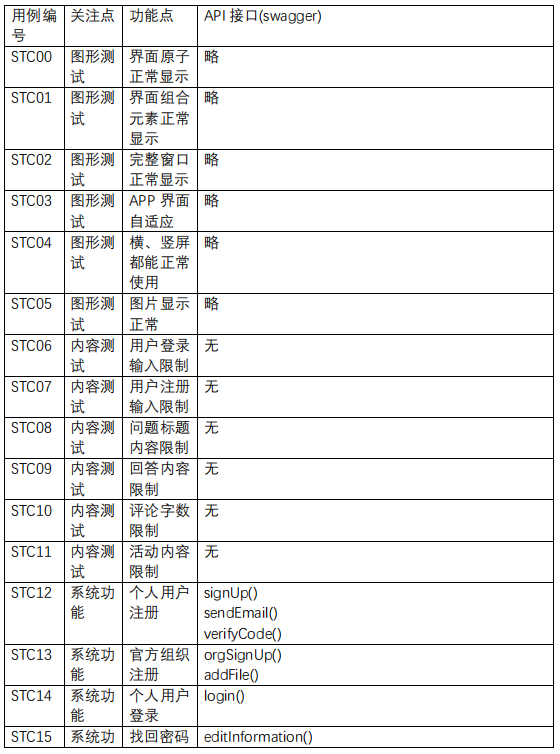 用例编 关注点 功能点 API 接口(swagger)
号
STC00 图形测 界面原子 略
试 正常显示
STC01 图形测 界面组合 略
试 元素正常
显示
STC02 图形测 完整窗口 略
试 正常显示
STC03 图形测 APP 界面 略
试 自适应
STC04 图形测 横、竖屏 略
试 都能正常
使用
STC05 图形测 图片显示 略
试 正常
STC06 内容测 用户登录 无
试 输入限制
STC07 内容测 用户注册 无
试 输入限制
STC08 内容测 问题标题 无
试 内容限制
STC09 内容测 回答内容 无
试 限制
STC10 内容测 评论字数 无
试 限制
STC11 内容测 活动内容 无
试 限制
STC12 系统功 个人用户 signUp()
能 注册 sendEmail()
verifyCode()
STC13 系统功 官方组织 orgSignUp()
能 注册 addFile()
STC14 系统功 个人用户 login()
能 登录
STC15 系统功 找回密码 editInformation()